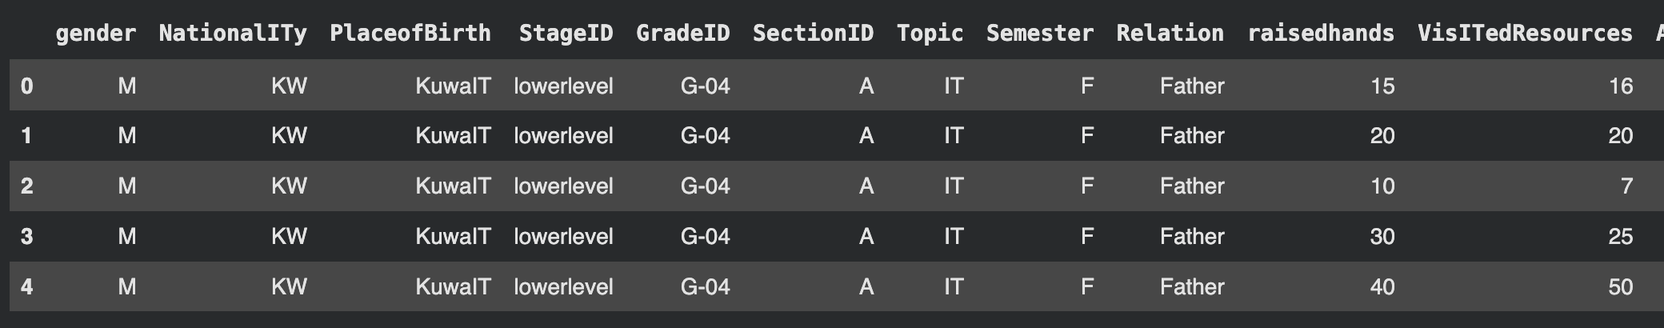 gender NationalITy PlaceofBirth StageID GradeID SectionID Topic Semester Relation raisedhands VisITedResources
0 M KW KuwaIT lowerlevel G-04 A IT F Father 15 16
1 M KW KuwaIT lowerlevel G-04 A IT F Father 20 20
2 M KW KuwaIT lowerlevel G-04 A IT F Father 10 7
3 M KW KuwaIT lowerlevel G-04 A IT F Father 30 25
4 M KW KuwaIT lowerlevel G-04 A IT F Father 40 50